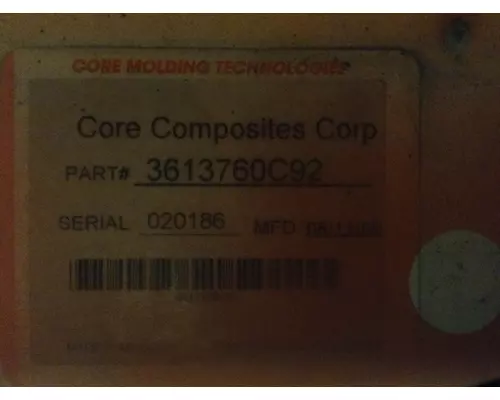 CORE MOLDING TECHNOLOGIES
Core Composites Corp
PART# 3613760C92
SERIAL 020186 MFD